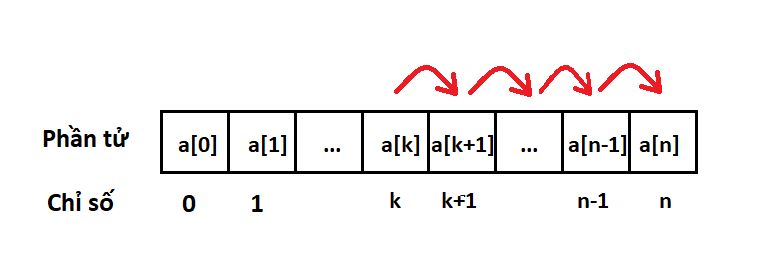 Phần tử a[0] a[1] ... a[k] a[k+1] ... a[n-1] a[n]
Chỉ số 0 1 k k+1 n-1 n